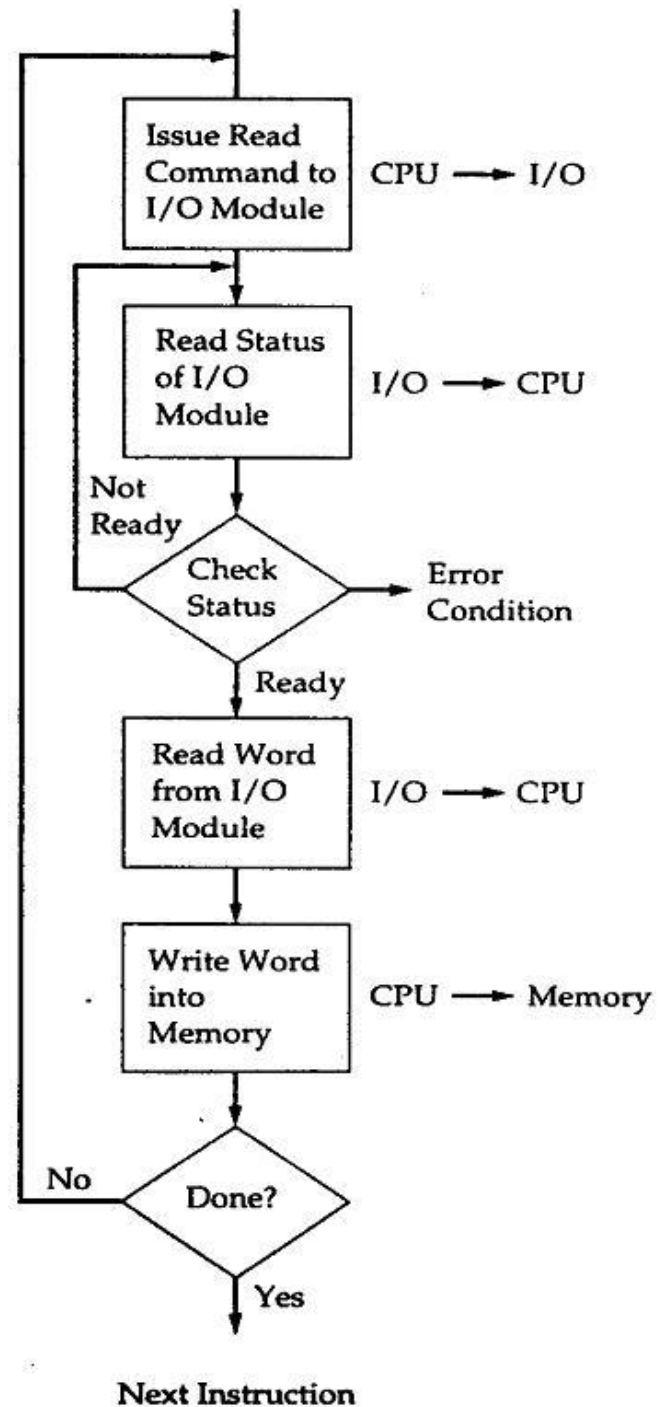 Issue Read
Command to
I/O Module
CPU → I/O
Read Status
of I/O
Module
I/O → CPU
Not
Ready
Check
Status
Error
Condition
Ready
Read Word
from I/O
Module
I/O → CPU
Write Word
into
Memory
CPU → Memory
No
Done?
Yes
Next Instruction